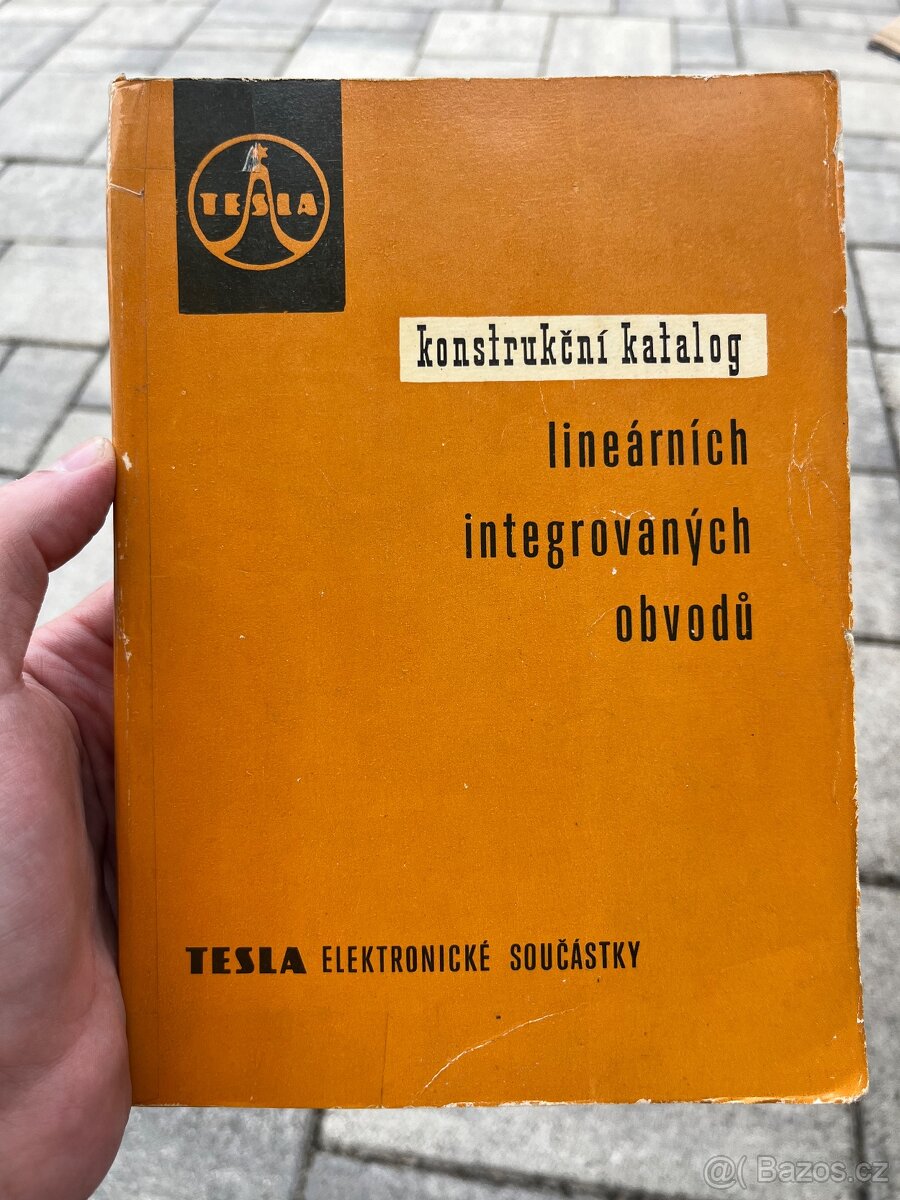 TESLA
konstrukční katalog
lineárních
integrovaných
obvodů
TESLA ELEKTRONICKÉ SOUČÁSTKY
@( Bazos.cz